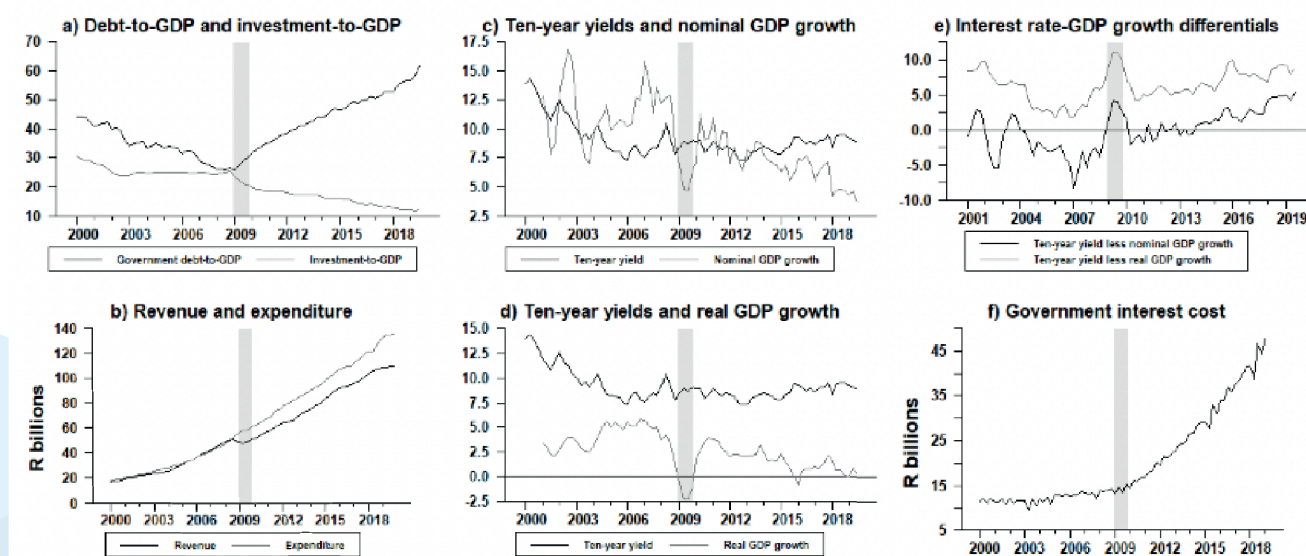 a) Debt-to-GDP and investment-to-GDP
70
60
50
40
30
20
10
2000 2003 2006 2009 2012 2015 2018
Government debt-to-GDP Investment-to-GDP
c) Ten-year yields and nominal GDP growth
17.5
15.0
12.5
10.0
7.5
5.0
2.5
2000 2003 2006 2009 2012 2015 2018
Ten-year yield Nominal GDP growth
e) Interest rate-GDP growth differentials
10.0
5.0
0.0
-5.0
-10.0
2001 2004 2007 2010 2013 2016 2019
Ten-year yield less nominal GDP growth
Ten-year yield less real GDP growth
b) Revenue and expenditure
R billions
140
120
100
80
60
40
20
0
2000 2003 2006 2009 2012 2015 2018
Revenue Expenditure
d) Ten-year yields and real GDP growth
15.0
12.5
10.0
7.5
5.0
2.5
0.0
-2.5
2000 2003 2006 2009 2012 2015 2018
Ten-year yield Real GDP growth
f) Government interest cost
R billions
45
35
25
15
5
2000 2003 2006 2009 2012 2015 2018